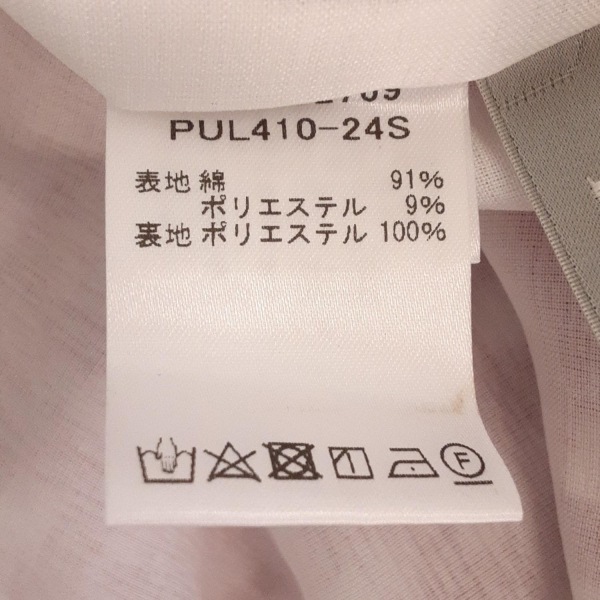 PUL410-24S
表地 綿 91%
ポリエステル 9%
裏地 ポリエステル 100%
F